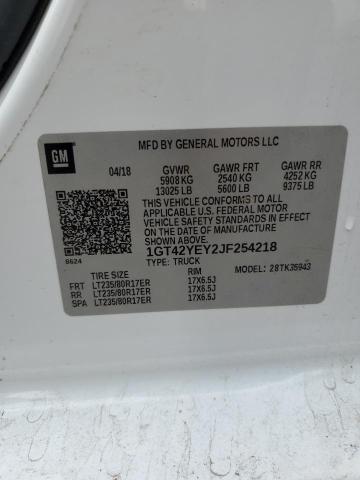 GM
MFD BY GENERAL MOTORS LLC
04/18 GVWR GAWR FRT GAWR RR
5908 KG 2540 KG 4252 KG
13025 LB 5600 LB 9375 LB
THIS VEHICLE CONFORMS TO ALL
APPLICABLE U.S. FEDERAL MOTOR
VEHICLE SAFETY STANDARDS IN EFFECT
ON THE DATE OF MANUFACTURE
SHOWN ABOVE.
1GT42YEY2JF254218
8624 TYPE: TRUCK 28TK35943
TIRE SIZE RIM
FRT LT235/80R17ER 17X6.5J
RR LT235/80R17ER 17X6.5J
SPA LT235/80R17ER 17X6.5J